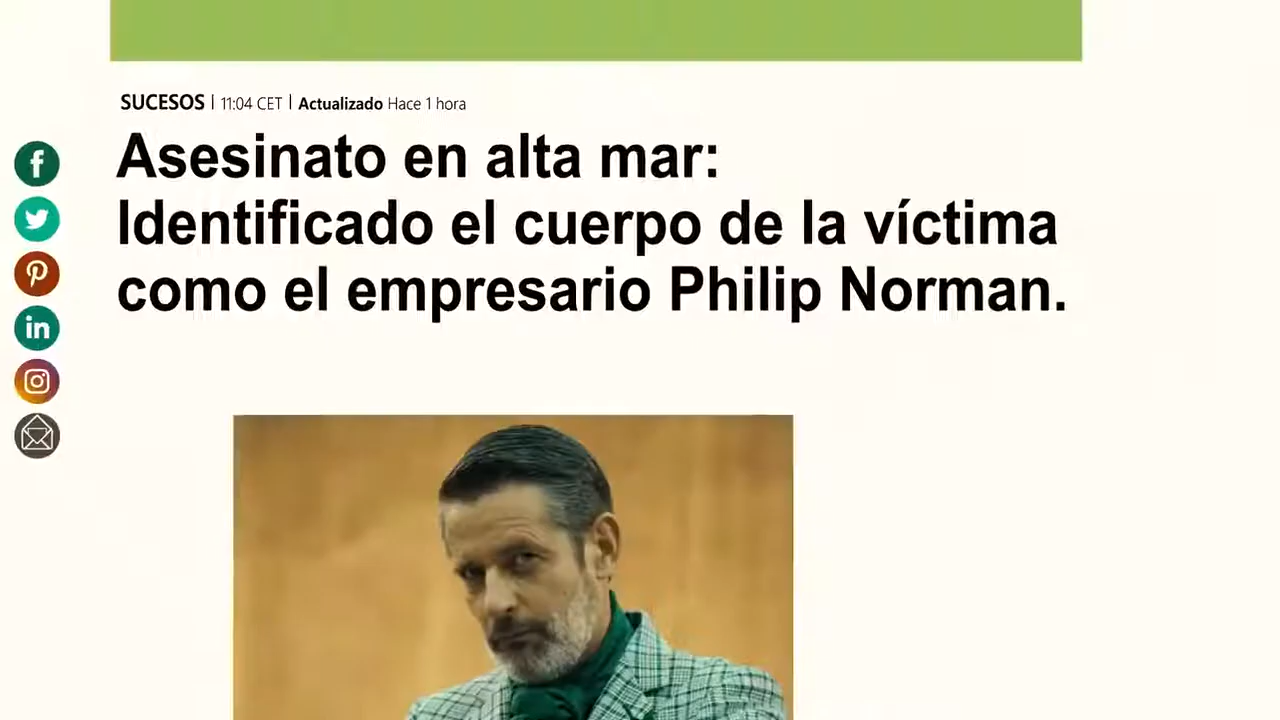 SUCESOS | 11:04 CET | Actualizado Hace 1 hora
Asesinato en alta mar:
Identificado el cuerpo de la víctima
como el empresario Philip Norman.